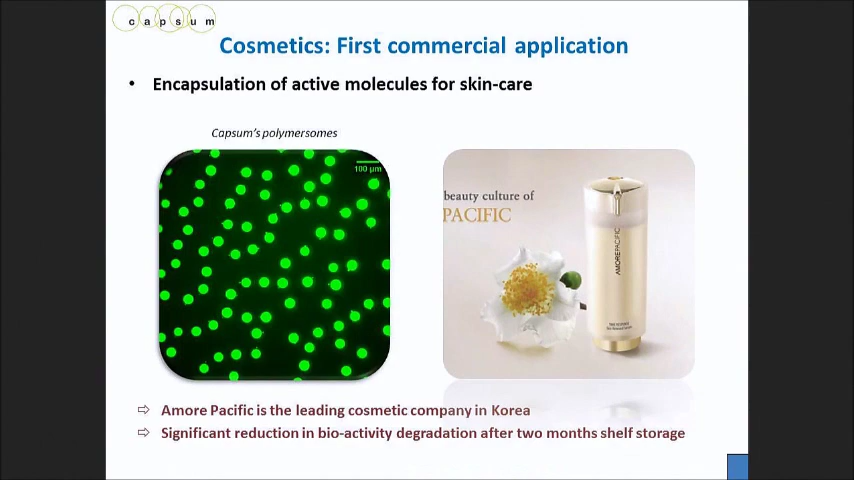 capsum
Cosmetics: First commercial application
• Encapsulation of active molecules for skin-care
Capsum's polymersomes
100 μm
beauty culture of
PACIFIC
AMOREPACIFIC
⇨ Amore Pacific is the leading cosmetic company in Korea
⇨ Significant reduction in bio-activity degradation after two months shelf storage